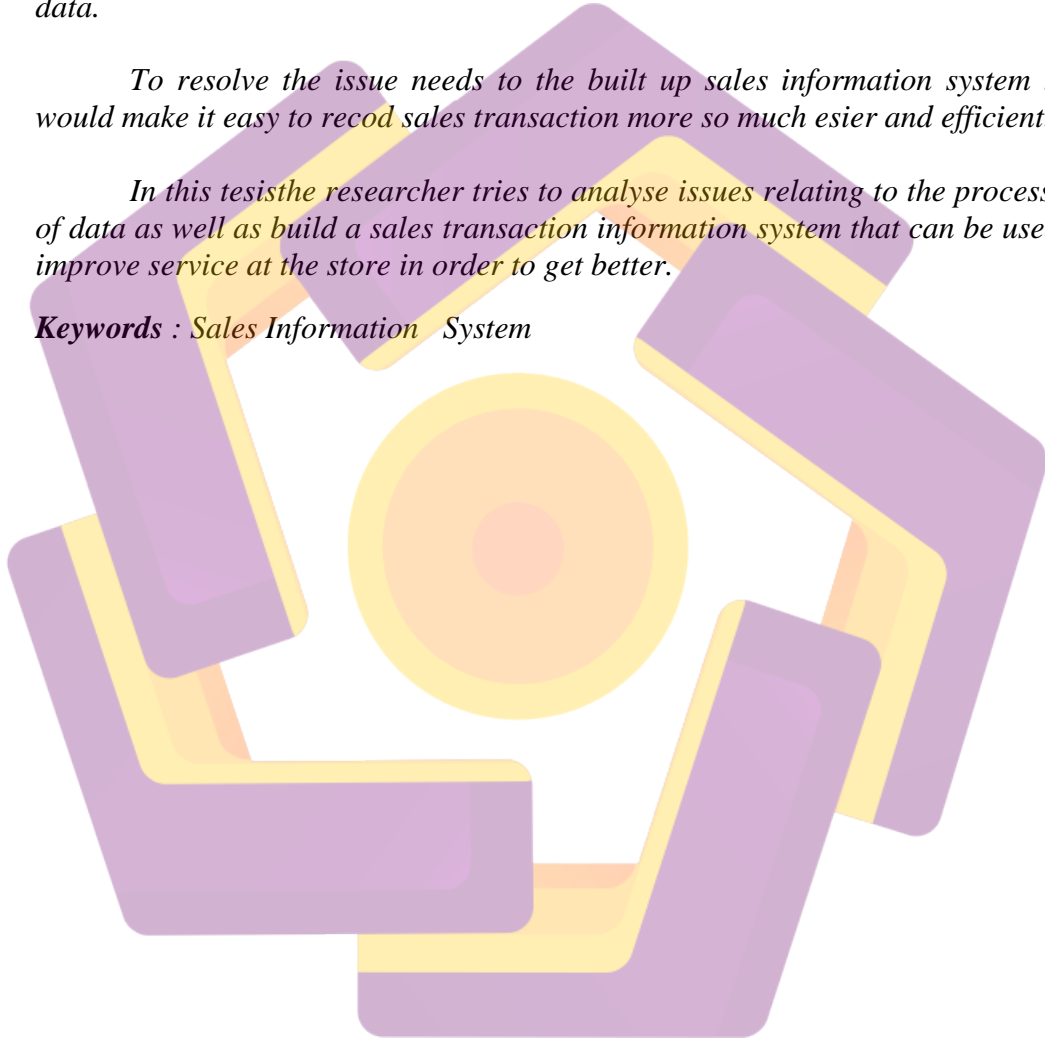 data.
To resolve the issue needs to the built up sales information system
would make it easy to recod sales transaction more so much esier and efficient.
In this tesisthe researcher tries to analyse issues relating to the process
of data as well as build a sales transaction information system that can be use
improve service at the store in order to get better.
Keywords : Sales Information System